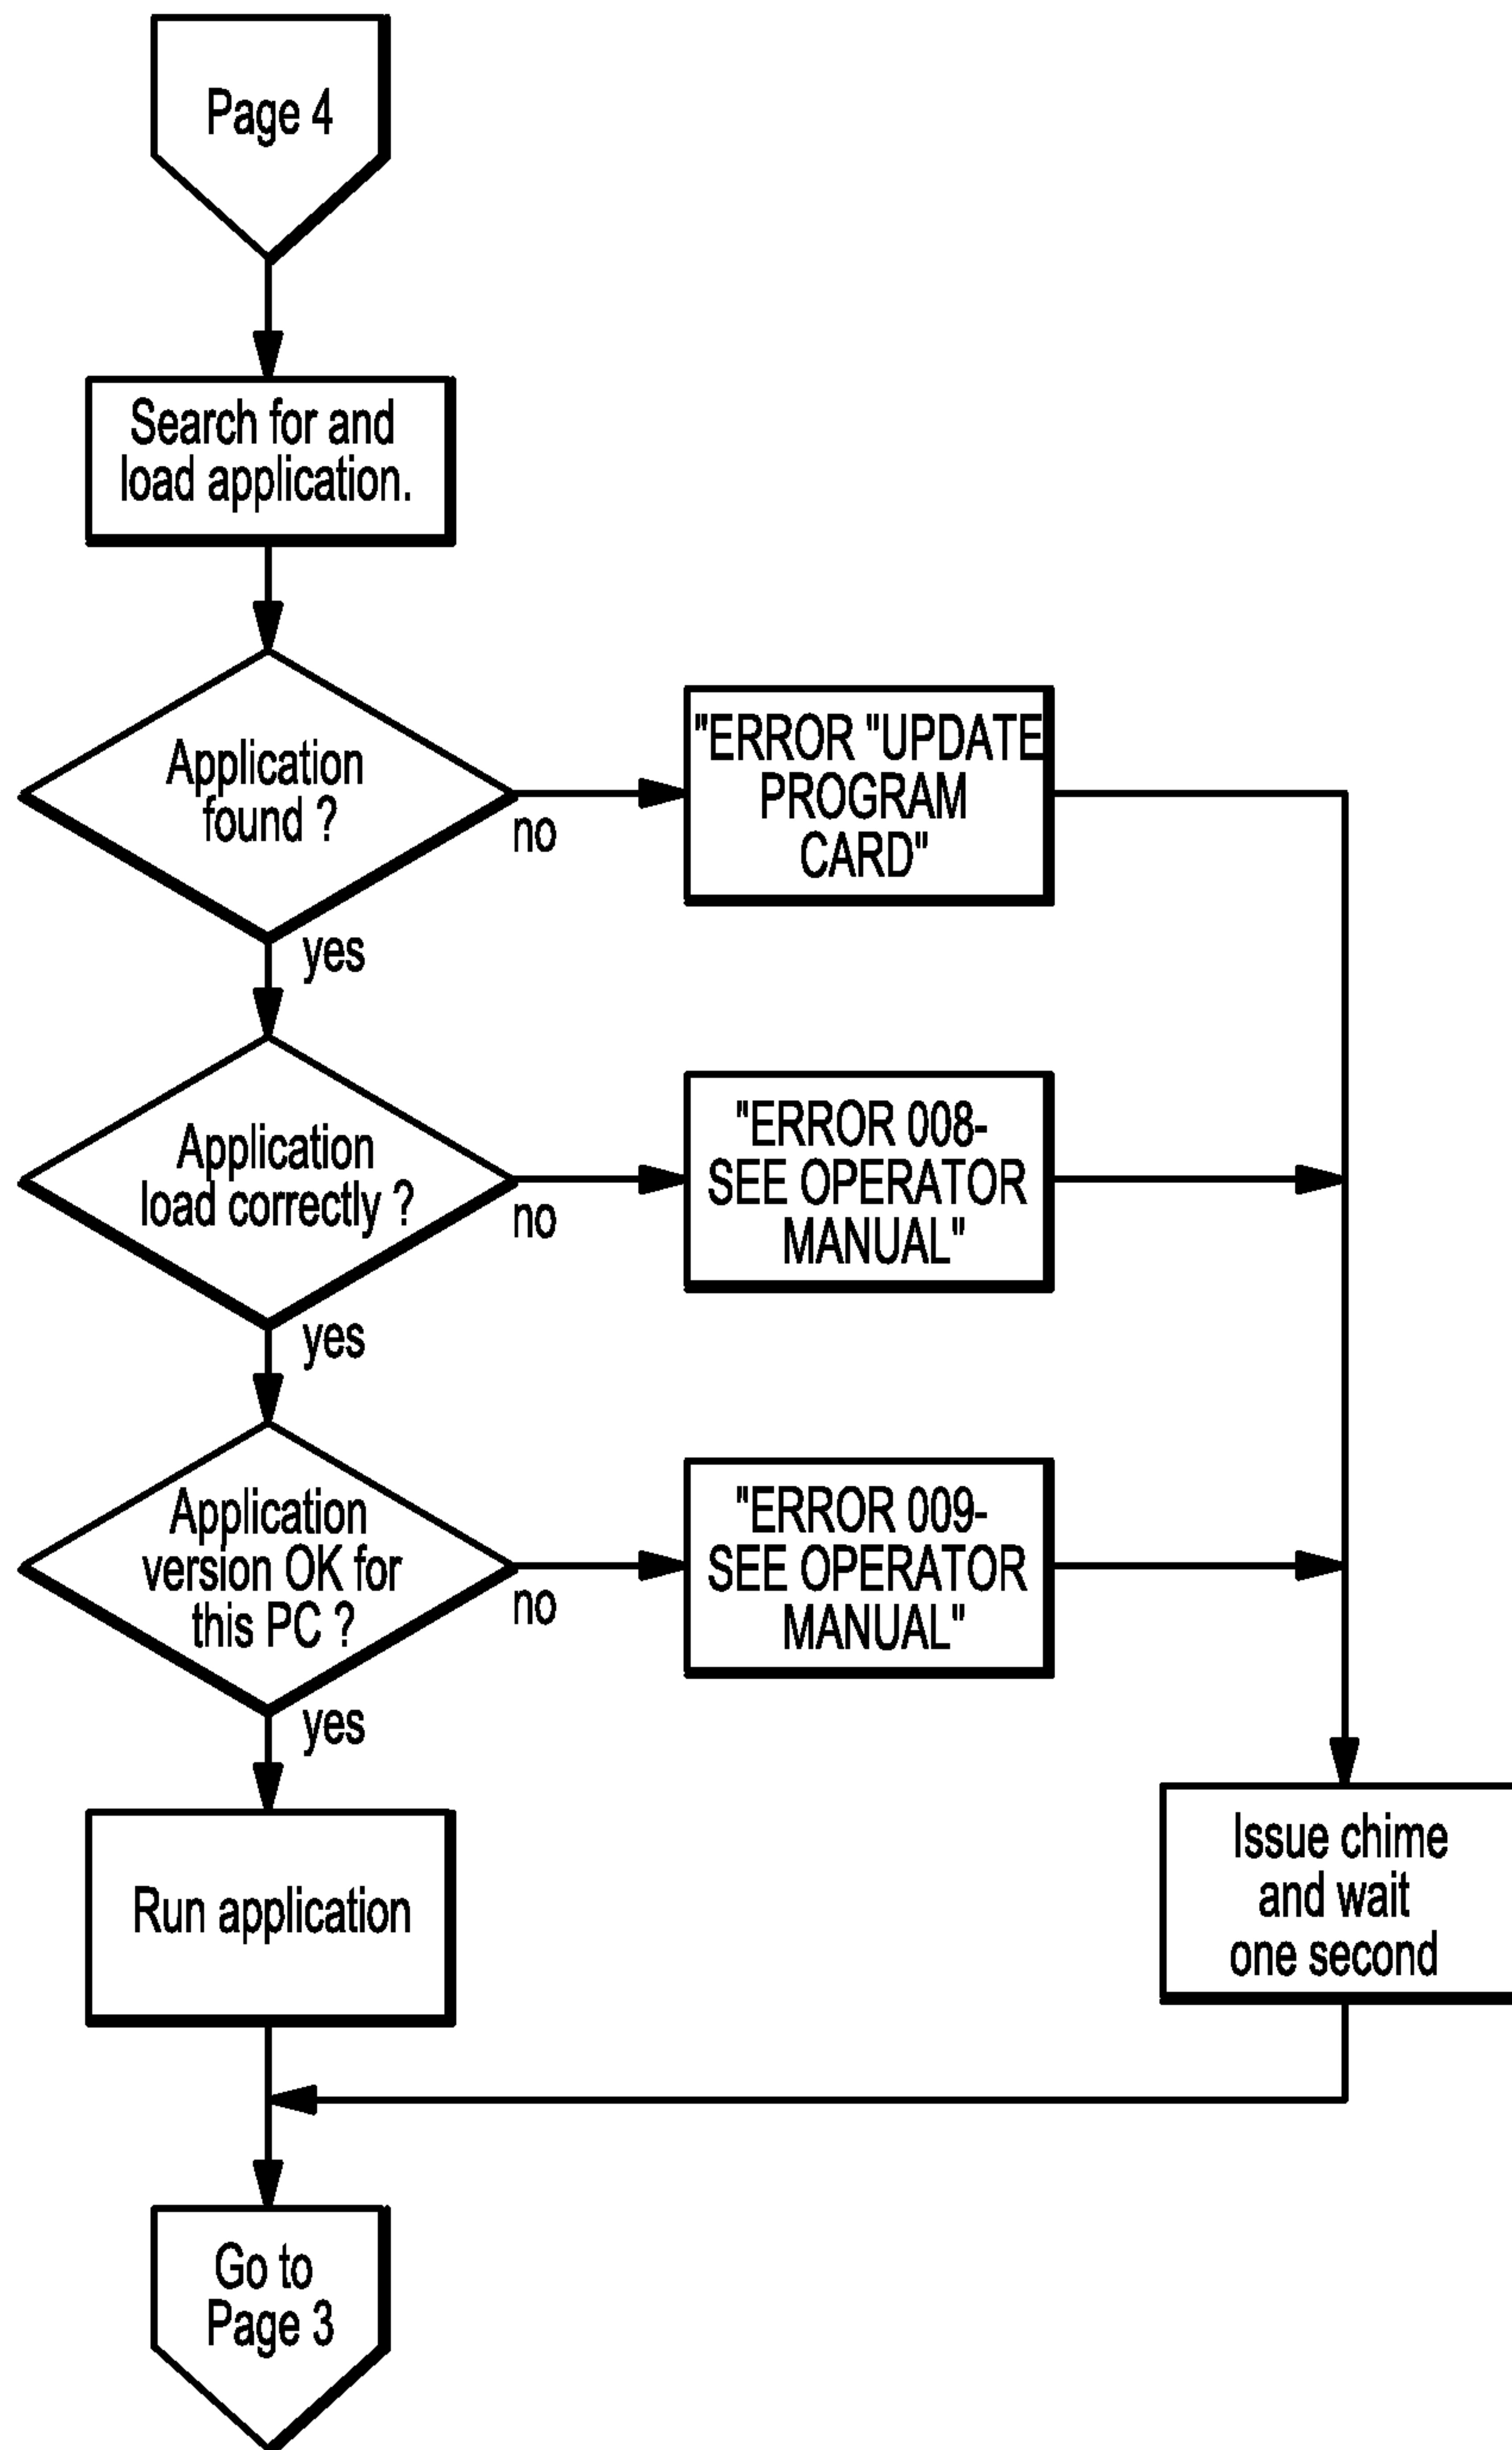 Page 4
Search for and
load application.
Application
found ?
no
"ERROR "UPDATE
PROGRAM
CARD"
yes
Application
load correctly ?
no
"ERROR 008-
SEE OPERATOR
MANUAL"
yes
Application
version OK for
this PC ?
no
"ERROR 009-
SEE OPERATOR
MANUAL"
yes
Run application
Issue chime
and wait
one second
Go to
Page 3